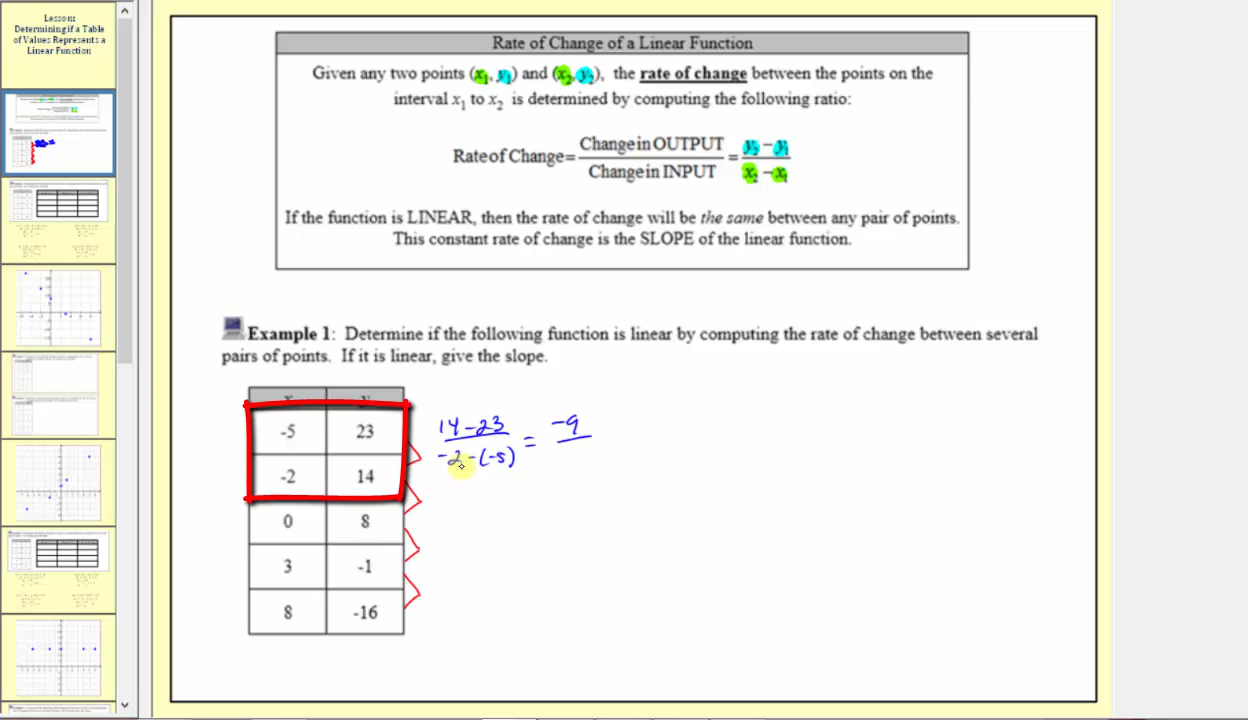 Lesson:
Determining if a Table
of Values Represents a
Linear Function
Rate of Change of a Linear Function
Given any two points (x₁, y₁) and (x₂, y₂), the rate of change between the points on the
interval x₁ to x₂ is determined by computing the following ratio:
Rate of Change = Change in OUTPUT / Change in INPUT = y₂ − y₁ / x₂ − x₁
If the function is LINEAR, then the rate of change will be the same between any pair of points.
This constant rate of change is the SLOPE of the linear function.
Example 1: Determine if the following function is linear by computing the rate of change between several
pairs of points. If it is linear, give the slope.
x y
-5 23
-2 14
0 8
3 -1
8 -16
14 - 23 / -2 - (-5) = -9